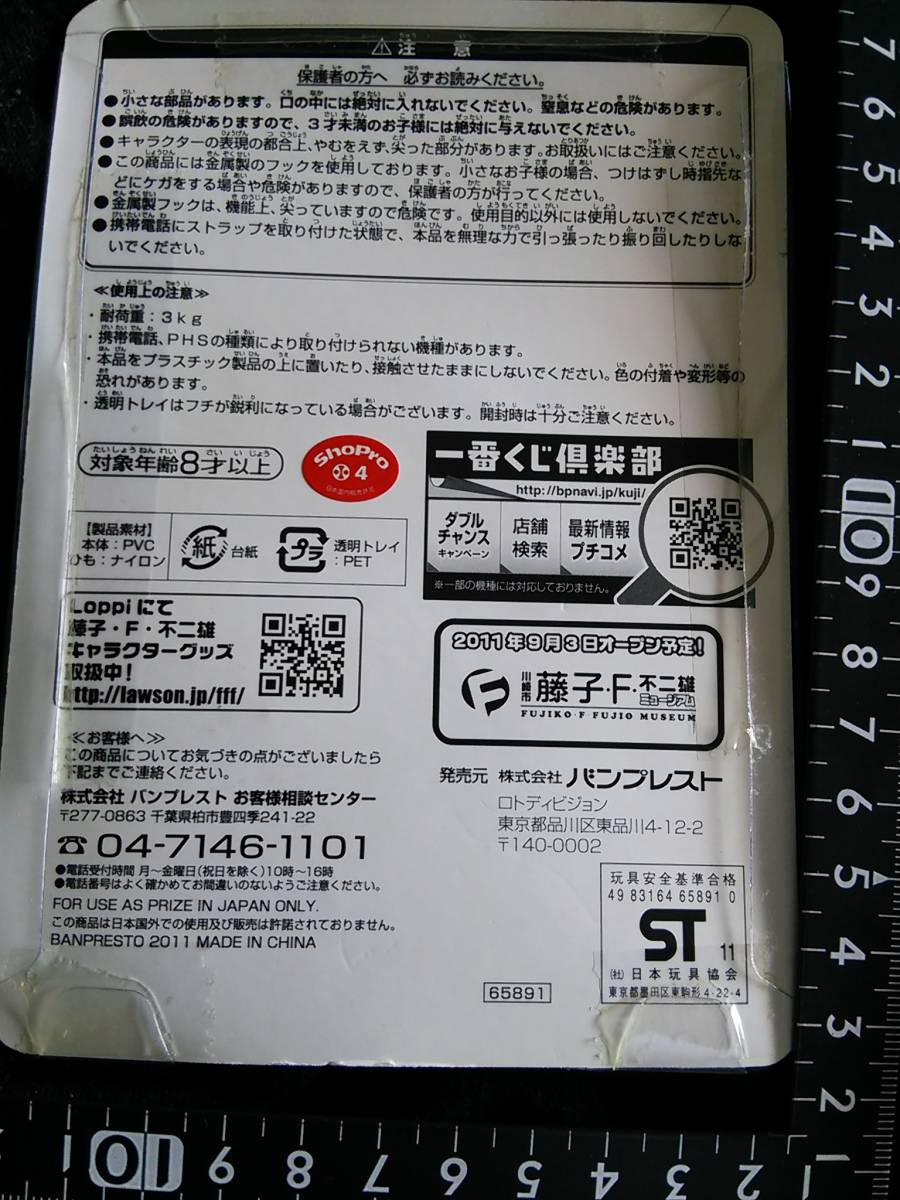 ⚠注 意
保護者の方へ 必ずお読みください。
●小さな部品があります。口の中には絶対に入れないでください。窒息などの危険があります。
●誤飲の危険がありますので、3才未満のお子様には絶対に与えないでください。
●キャラクターの表現の都合上、やむをえず、尖った部分があります。お取扱いにはご注意ください。
●この商品には金属製のフックを使用しております。小さなお子様の場合、つけはずし時指先な
どにケガをする場合や危険がありますので、保護者の方が行ってください。
●金属製フックは、機能上、尖っていますので危険です。使用目的以外には使用しないでください。
●携帯電話にストラップを取り付けた状態で、本品を無理な力で引っ張ったり振り回したりしな
いでください。
≪使用上の注意≫
・耐荷重：3kg
・携帯電話、PHSの種類により取り付けられない機種があります。
・本品をプラスチック製品の上に置いたり、接触させたままにしないでください。色の付着や変形等の
恐れがあります。
・透明トレイはフチが鋭利になっている場合がございます。開封時は十分ご注意ください。
対象年齢8才以上
ShoPro
4
日本国内販売許諾
一番くじ倶楽部
http://bpnavi.jp/kuji/
ダブル
チャンス
キャンペーン
店舗
検索
最新情報
プチコメ
※一部の機種には対応しておりません。
【製品素材】
本体：PVC
ひも：ナイロン
紙
台紙
プラ
透明トレイ
：PET
Loppiにて
藤子・F・不二雄
キャラクターグッズ
取扱中！
http://lawson.jp/fff/
2011年9月3日オープン予定！
川崎市 藤子・F・不二雄
ミュージアム
FUJIKO・F・FUJIO MUSEUM
≪お客様へ≫
この商品についてお気づきの点がございましたら
下記までご連絡ください。
株式会社 バンプレスト お客様相談センター
〒277-0863 千葉県柏市豊四季241-22
☎ 04-7146-1101
●電話受付時間 月～金曜日(祝日を除く)10時～16時
●電話番号はよく確かめてお間違いのないようご注意ください。
FOR USE AS PRIZE IN JAPAN ONLY.
この商品は日本国外での使用及び販売は許諾されておりません。
BANPRESTO 2011 MADE IN CHINA
発売元 株式会社 バンプレスト
ロトディビジョン
東京都品川区東品川4-12-2
〒140-0002
玩具安全基準合格
49 83164 65891 0
ST 11
(社)日本玩具協会
東京都墨田区東駒形4-22-4
65891
7
6
5
4
3
2
1
10
9
8
7
6
5
4
3
2
1
10 9 8 7 6 5 4 3 2 1